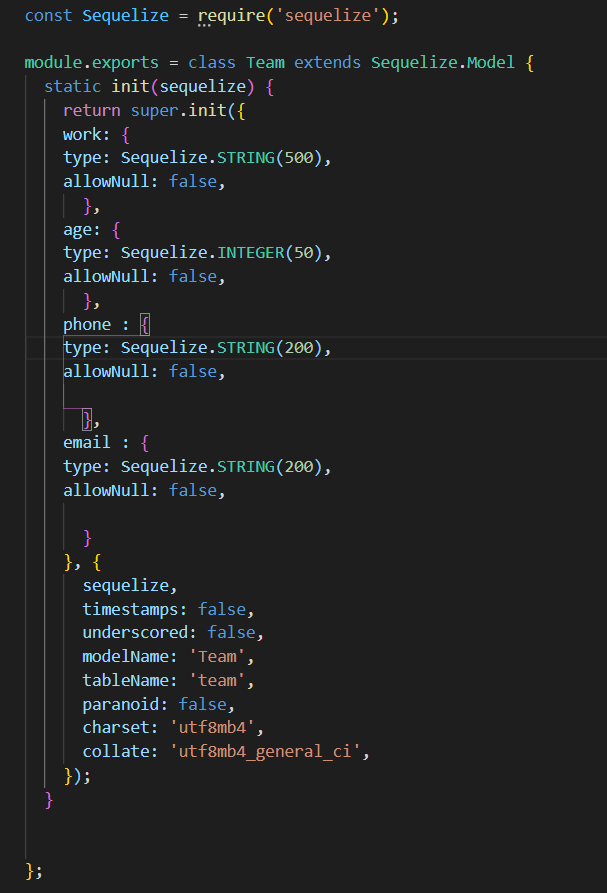 const Sequelize = require('sequelize');
module.exports = class Team extends Sequelize.Model {
static init(sequelize) {
return super.init({
work: {
type: Sequelize.STRING(500),
allowNull: false,
},
age: {
type: Sequelize.INTEGER(50),
allowNull: false,
},
phone : {
type: Sequelize.STRING(200),
allowNull: false,
},
email : {
type: Sequelize.STRING(200),
allowNull: false,
}
}, {
sequelize,
timestamps: false,
underscored: false,
modelName: 'Team',
tableName: 'team',
paranoid: false,
charset: 'utf8mb4',
collate: 'utf8mb4_general_ci',
});
}
};